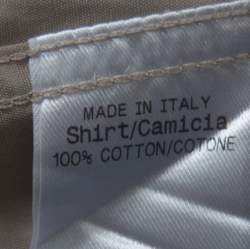 MADE IN ITALY
Shirt/Camicia
100% COTTON/COTONE